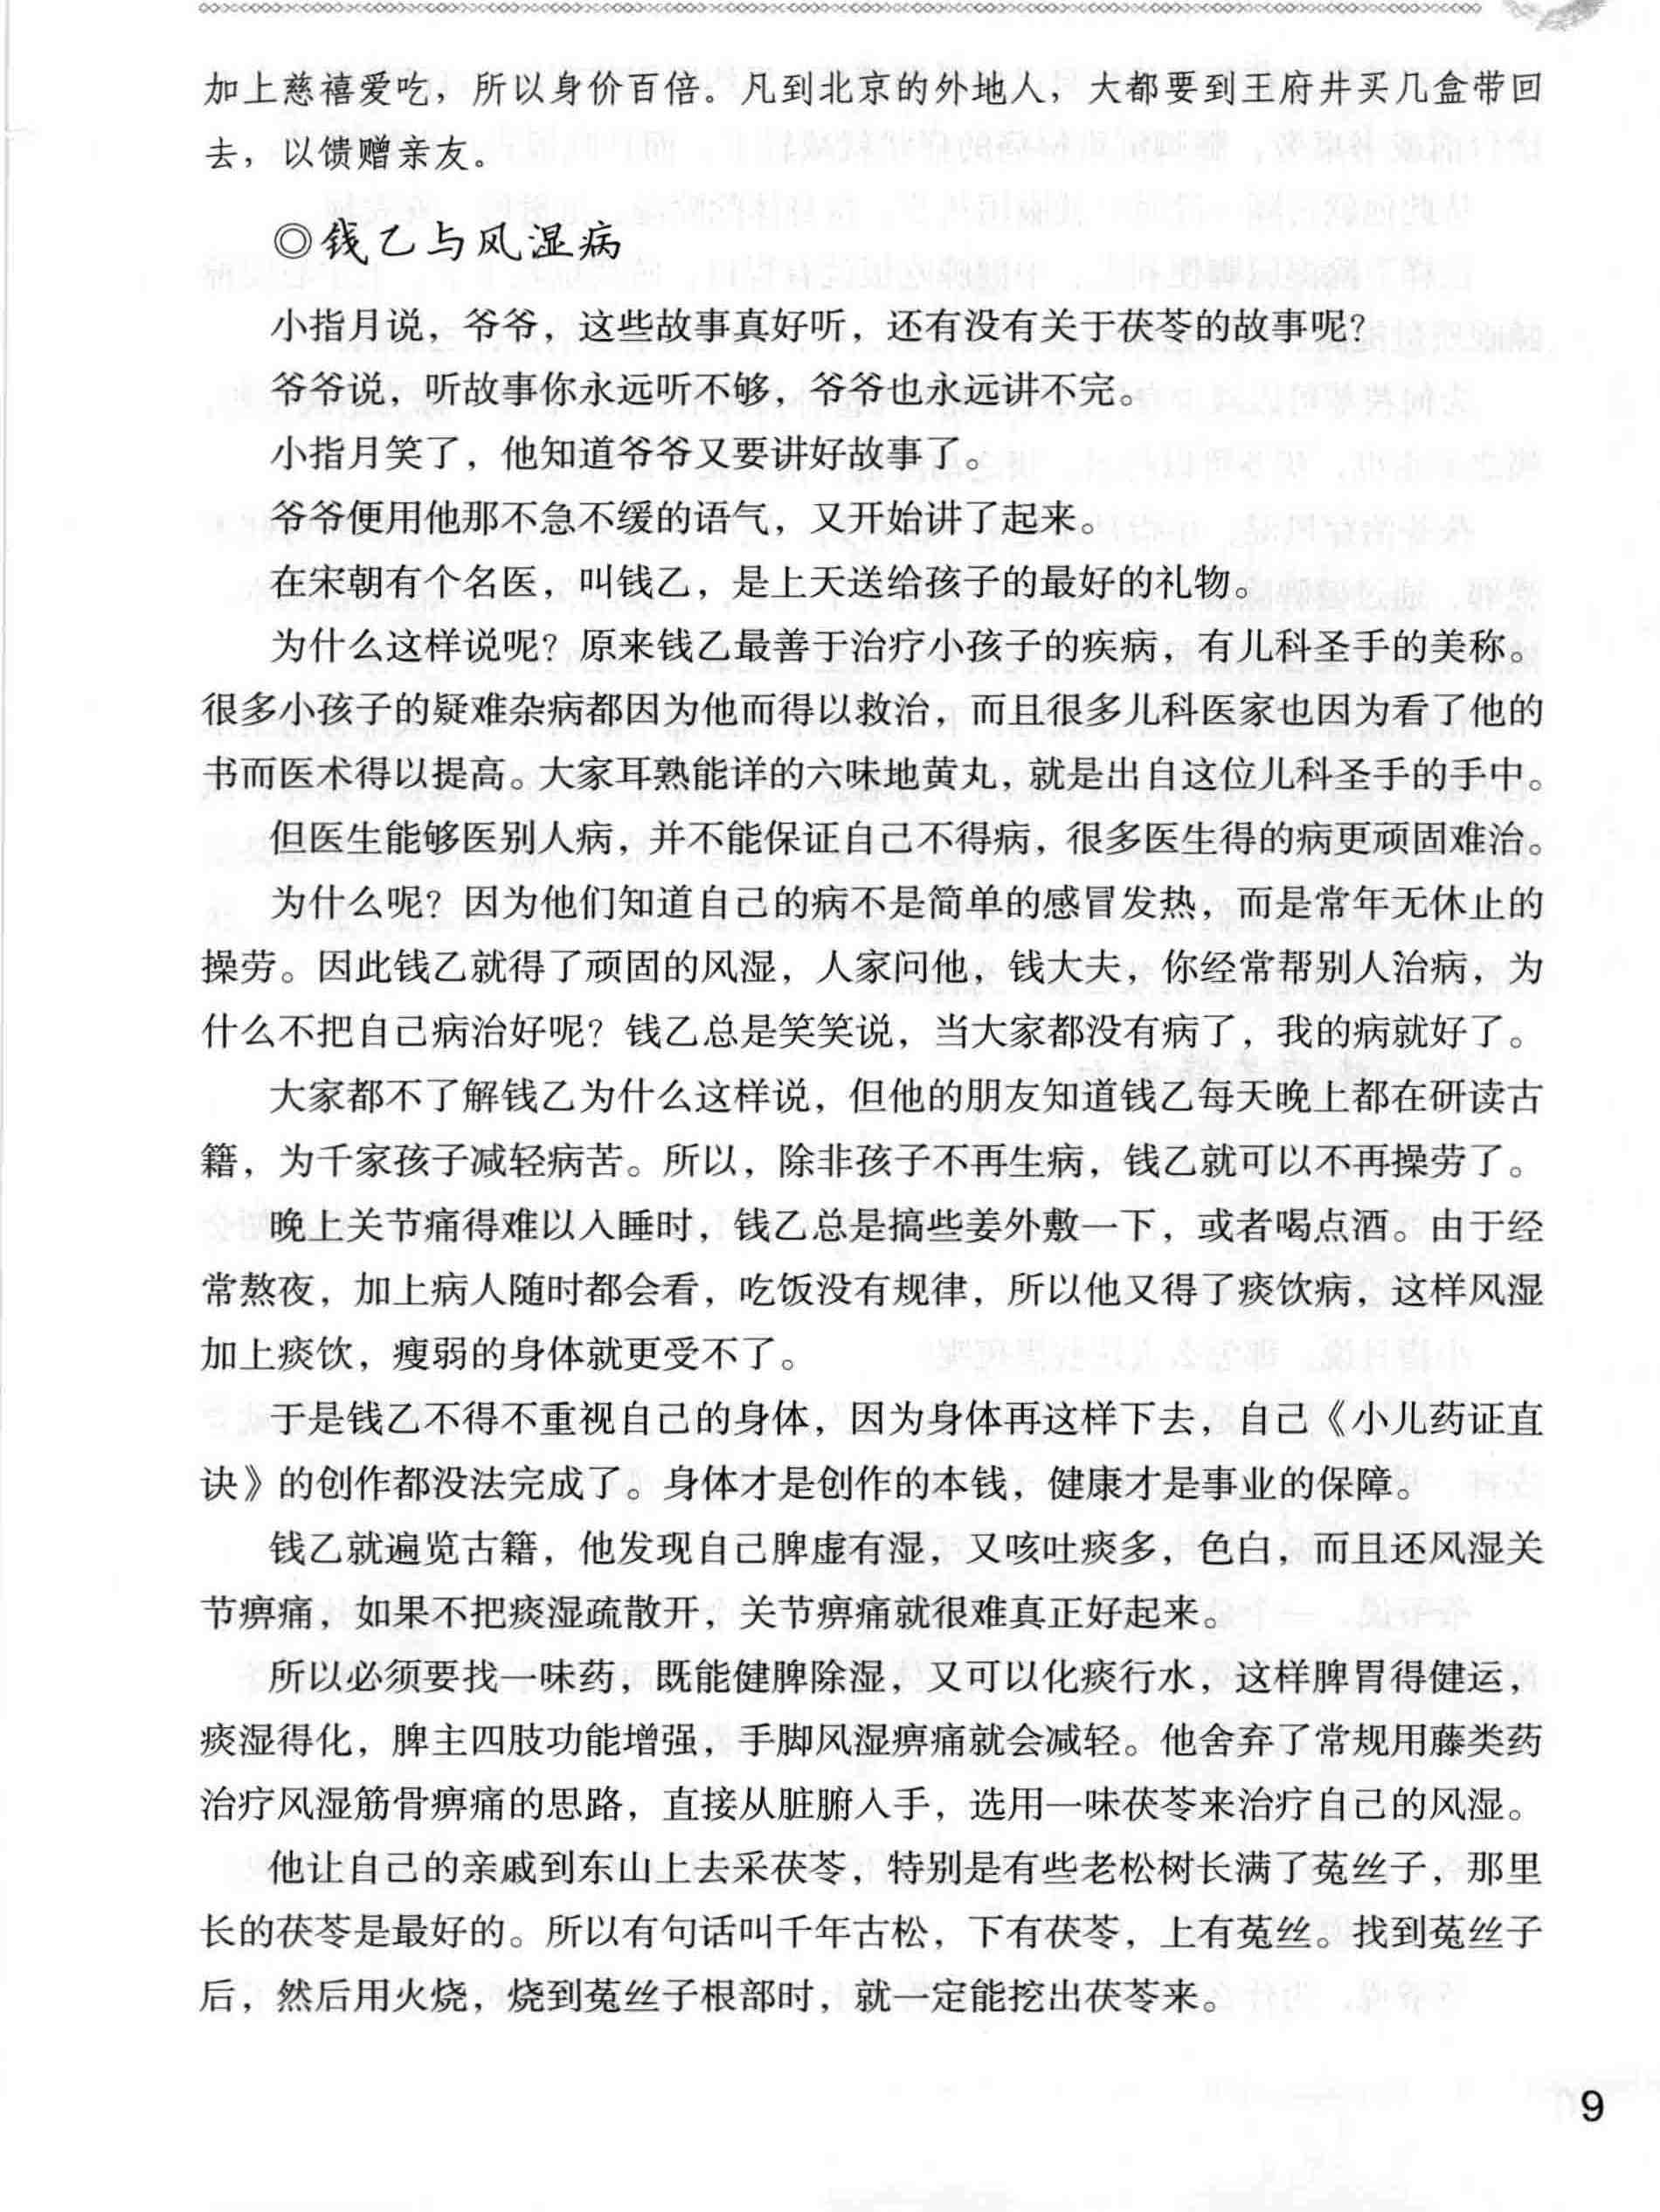 加上慈禧爱吃，所以身价百倍。凡到北京的外地人，大都要到王府井买几盒带回
去，以馈赠亲友。
◎钱乙与风湿病
小指月说，爷爷，这些故事真好听，还有没有关于茯苓的故事呢？
爷爷说，听故事你永远听不够，爷爷也永远讲不完。
小指月笑了，他知道爷爷又要讲好故事了。
爷爷便用他那不急不缓的语气，又开始讲了起来。
在宋朝有个名医，叫钱乙，是上天送给孩子的最好的礼物。
为什么这样说呢？原来钱乙最善于治疗小孩子的疾病，有儿科圣手的美称。
很多小孩子的疑难杂病都因为他而得以救治，而且很多儿科医家也因为看了他的
书而医术得以提高。大家耳熟能详的六味地黄丸，就是出自这位儿科圣手的手中。
但医生能够医别人病，并不能保证自己不得病，很多医生得的病更顽固难治。
为什么呢？因为他们知道自己的病不是简单的感冒发热，而是常年无休止的
操劳。因此钱乙就得了顽固的风湿，人家问他，钱大夫，你经常帮别人治病，为
什么不把自己病治好呢？钱乙总是笑笑说，当大家都没有病了，我的病就好了。
大家都不了解钱乙为什么这样说，但他的朋友知道钱乙每天晚上都在研读古
籍，为千家孩子减轻病苦。所以，除非孩子不再生病，钱乙就可以不再操劳了。
晚上关节痛得难以入睡时，钱乙总是搞些姜外敷一下，或者喝点酒。由于经
常熬夜，加上病人随时都会看，吃饭没有规律，所以他又得了痰饮病，这样风湿
加上痰饮，瘦弱的身体就更受不了。
于是钱乙不得不重视自己的身体，因为身体再这样下去，自己《小儿药证直
诀》的创作都没法完成了。身体才是创作的本钱，健康才是事业的保障。
钱乙就遍览古籍，他发现自己脾虚有湿，又咳吐痰多，色白，而且还风湿关
节痹痛，如果不把痰湿疏散开，关节痹痛就很难真正好起来。
所以必须要找一味药，既能健脾除湿，又可以化痰行水，这样脾胃得健运，
痰湿得化，脾主四肢功能增强，手脚风湿痹痛就会减轻。他舍弃了常规用藤类药
治疗风湿筋骨痹痛的思路，直接从脏腑入手，选用一味茯苓来治疗自己的风湿。
他让自己的亲戚到东山上去采茯苓，特别是有些老松树长满了菟丝子，那里
长的茯苓是最好的。所以有句话叫千年古松，下有茯苓，上有菟丝。找到菟丝子
后，然后用火烧，烧到菟丝子根部时，就一定能挖出茯苓来。
9